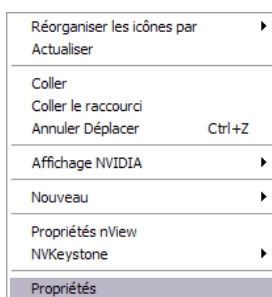 Réorganiser les icônes par
Actualiser
Coller
Coller le raccourci
Annuler Déplacer Ctrl+Z
Affichage NVIDIA
Nouveau
Propriétés nView
NVKeystone
Propriétés